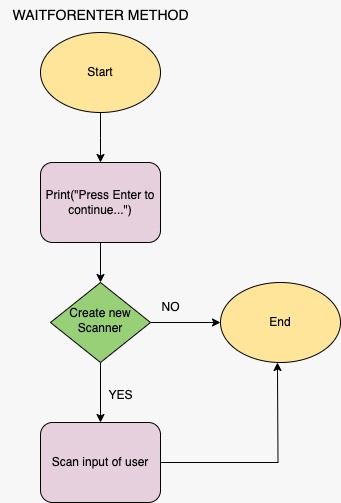 WAITFORENTER METHOD
Start
Print("Press Enter to
continue...")
Create new
Scanner
NO
End
YES
Scan input of user